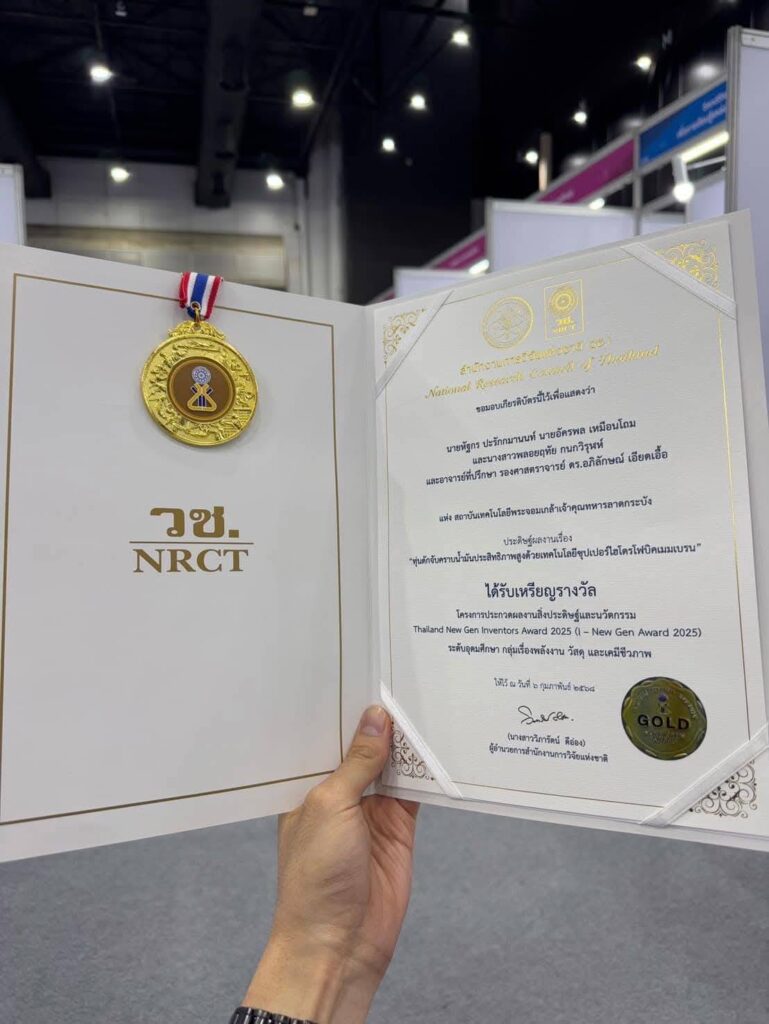 วช.
NRCT
วช.
NRCT
สำนักงานการวิจัยแห่งชาติ (วช.)
National Research Council of Thailand
ขอมอบเกียรติบัตรนี้ไว้เพื่อแสดงว่า
นายหัฐกร ปะรักกมานนท์ นายอัครพล เหมือนโถม
และนางสาวพลอยฤทัย กนกวิรุฬห์
และอาจารย์ที่ปรึกษา รองศาสตราจารย์ ดร.อภิลักษณ์ เอียดเอื้อ
แห่ง สถาบันเทคโนโลยีพระจอมเกล้าเจ้าคุณทหารลาดกระบัง
ประดิษฐ์ผลงานเรื่อง
"ทุ่นดักจับคราบน้ำมันประสิทธิภาพสูงด้วยเทคโนโลยีซุปเปอร์ไฮโดรโฟบิคเมมเบรน"
ได้รับเหรียญรางวัล
โครงการประกวดผลงานสิ่งประดิษฐ์และนวัตกรรม
Thailand New Gen Inventors Award 2025 (I – New Gen Award 2025)
ระดับอุดมศึกษา กลุ่มเรื่องพลังงาน วัสดุ และเคมีชีวภาพ
ให้ไว้ ณ วันที่ ๖ กุมภาพันธ์ ๒๕๖๘
(นางสาววิภารัตน์ ดีอ่อง)
ผู้อำนวยการสำนักงานการวิจัยแห่งชาติ
GOLD